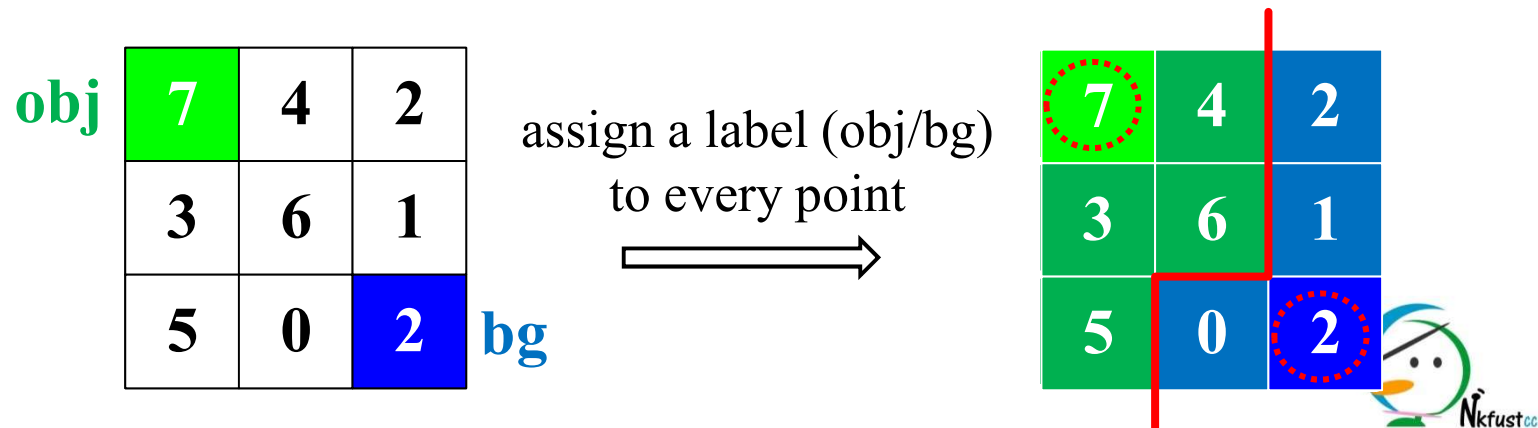 obj
7 4 2
3 6 1
5 0 2
bg
assign a label (obj/bg)
to every point
7 4 2
3 6 1
5 0 2
Nkfustcc